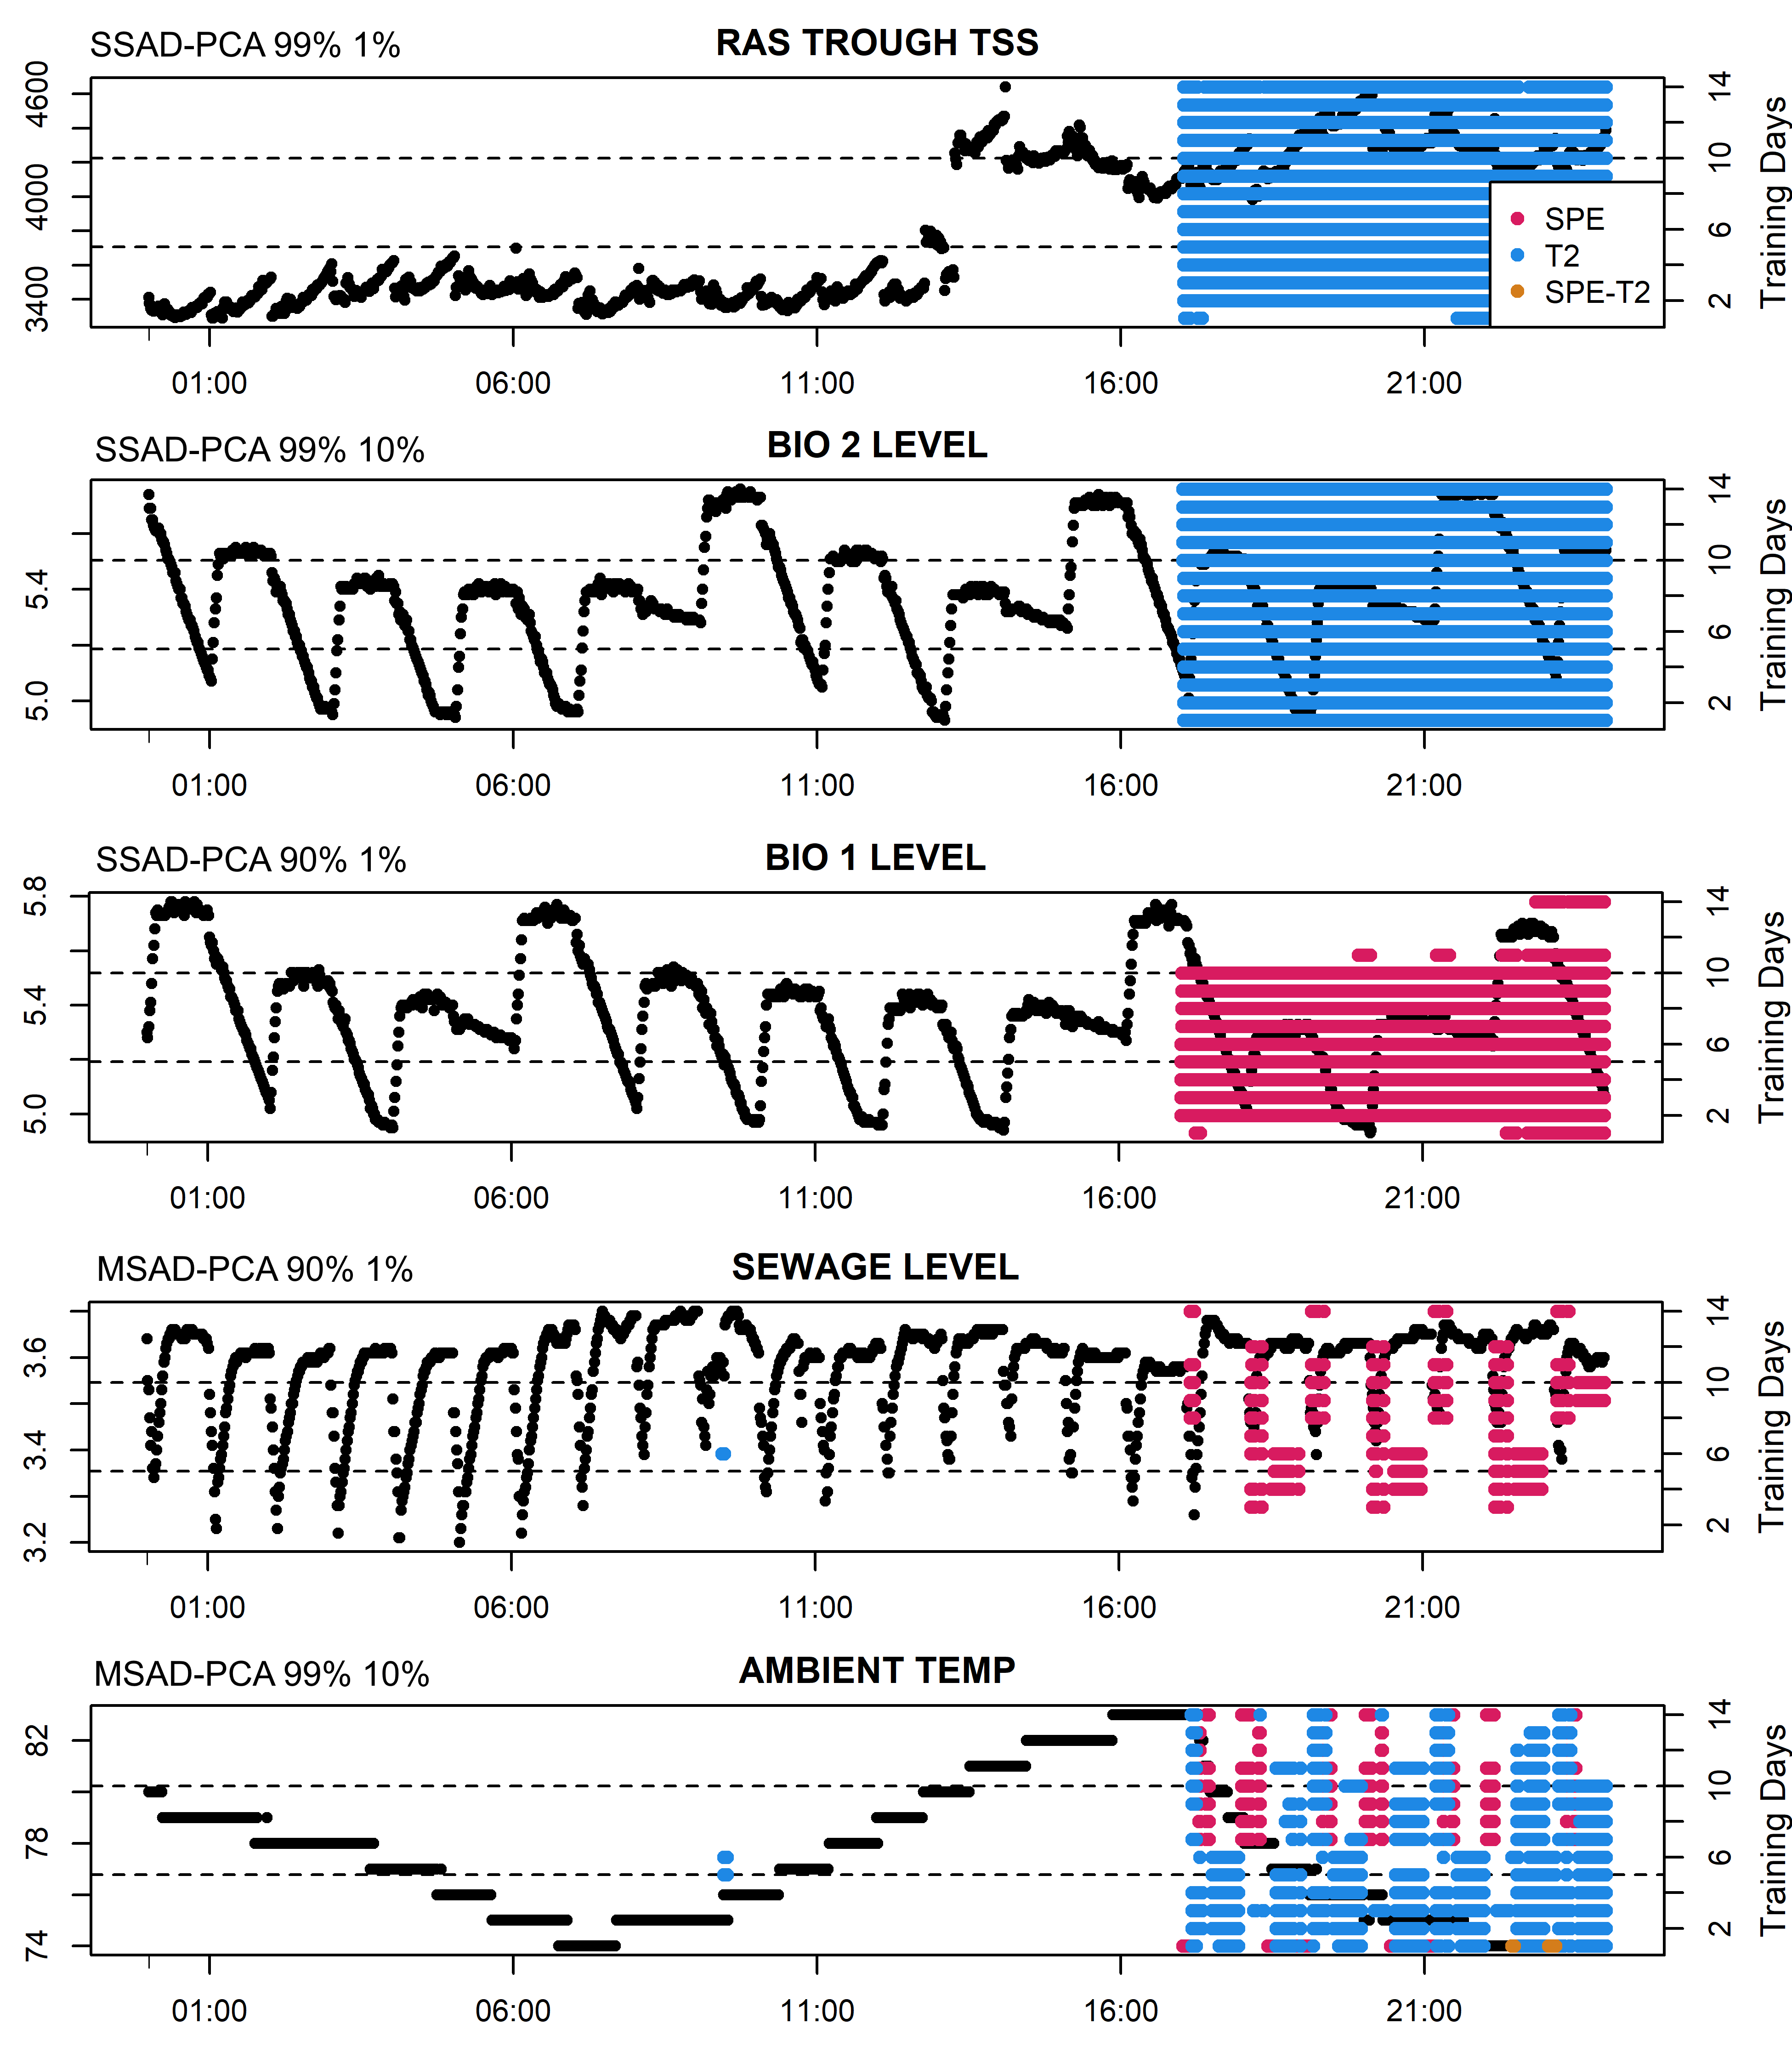 SSAD-PCA 99% 1%
RAS TROUGH TSS
4600
4000
3400
14
10
6
2
Training Days
SPE
T2
SPE-T2
01:00 06:00 11:00 16:00 21:00
SSAD-PCA 99% 10%
BIO 2 LEVEL
5.4
5.0
14
10
6
2
Training Days
01:00 06:00 11:00 16:00 21:00
SSAD-PCA 90% 1%
BIO 1 LEVEL
5.8
5.4
5.0
14
10
6
2
Training Days
01:00 06:00 11:00 16:00 21:00
MSAD-PCA 90% 1%
SEWAGE LEVEL
3.6
3.4
3.2
14
10
6
2
Training Days
01:00 06:00 11:00 16:00 21:00
MSAD-PCA 99% 10%
AMBIENT TEMP
82
78
74
14
10
6
2
Training Days
01:00 06:00 11:00 16:00 21:00